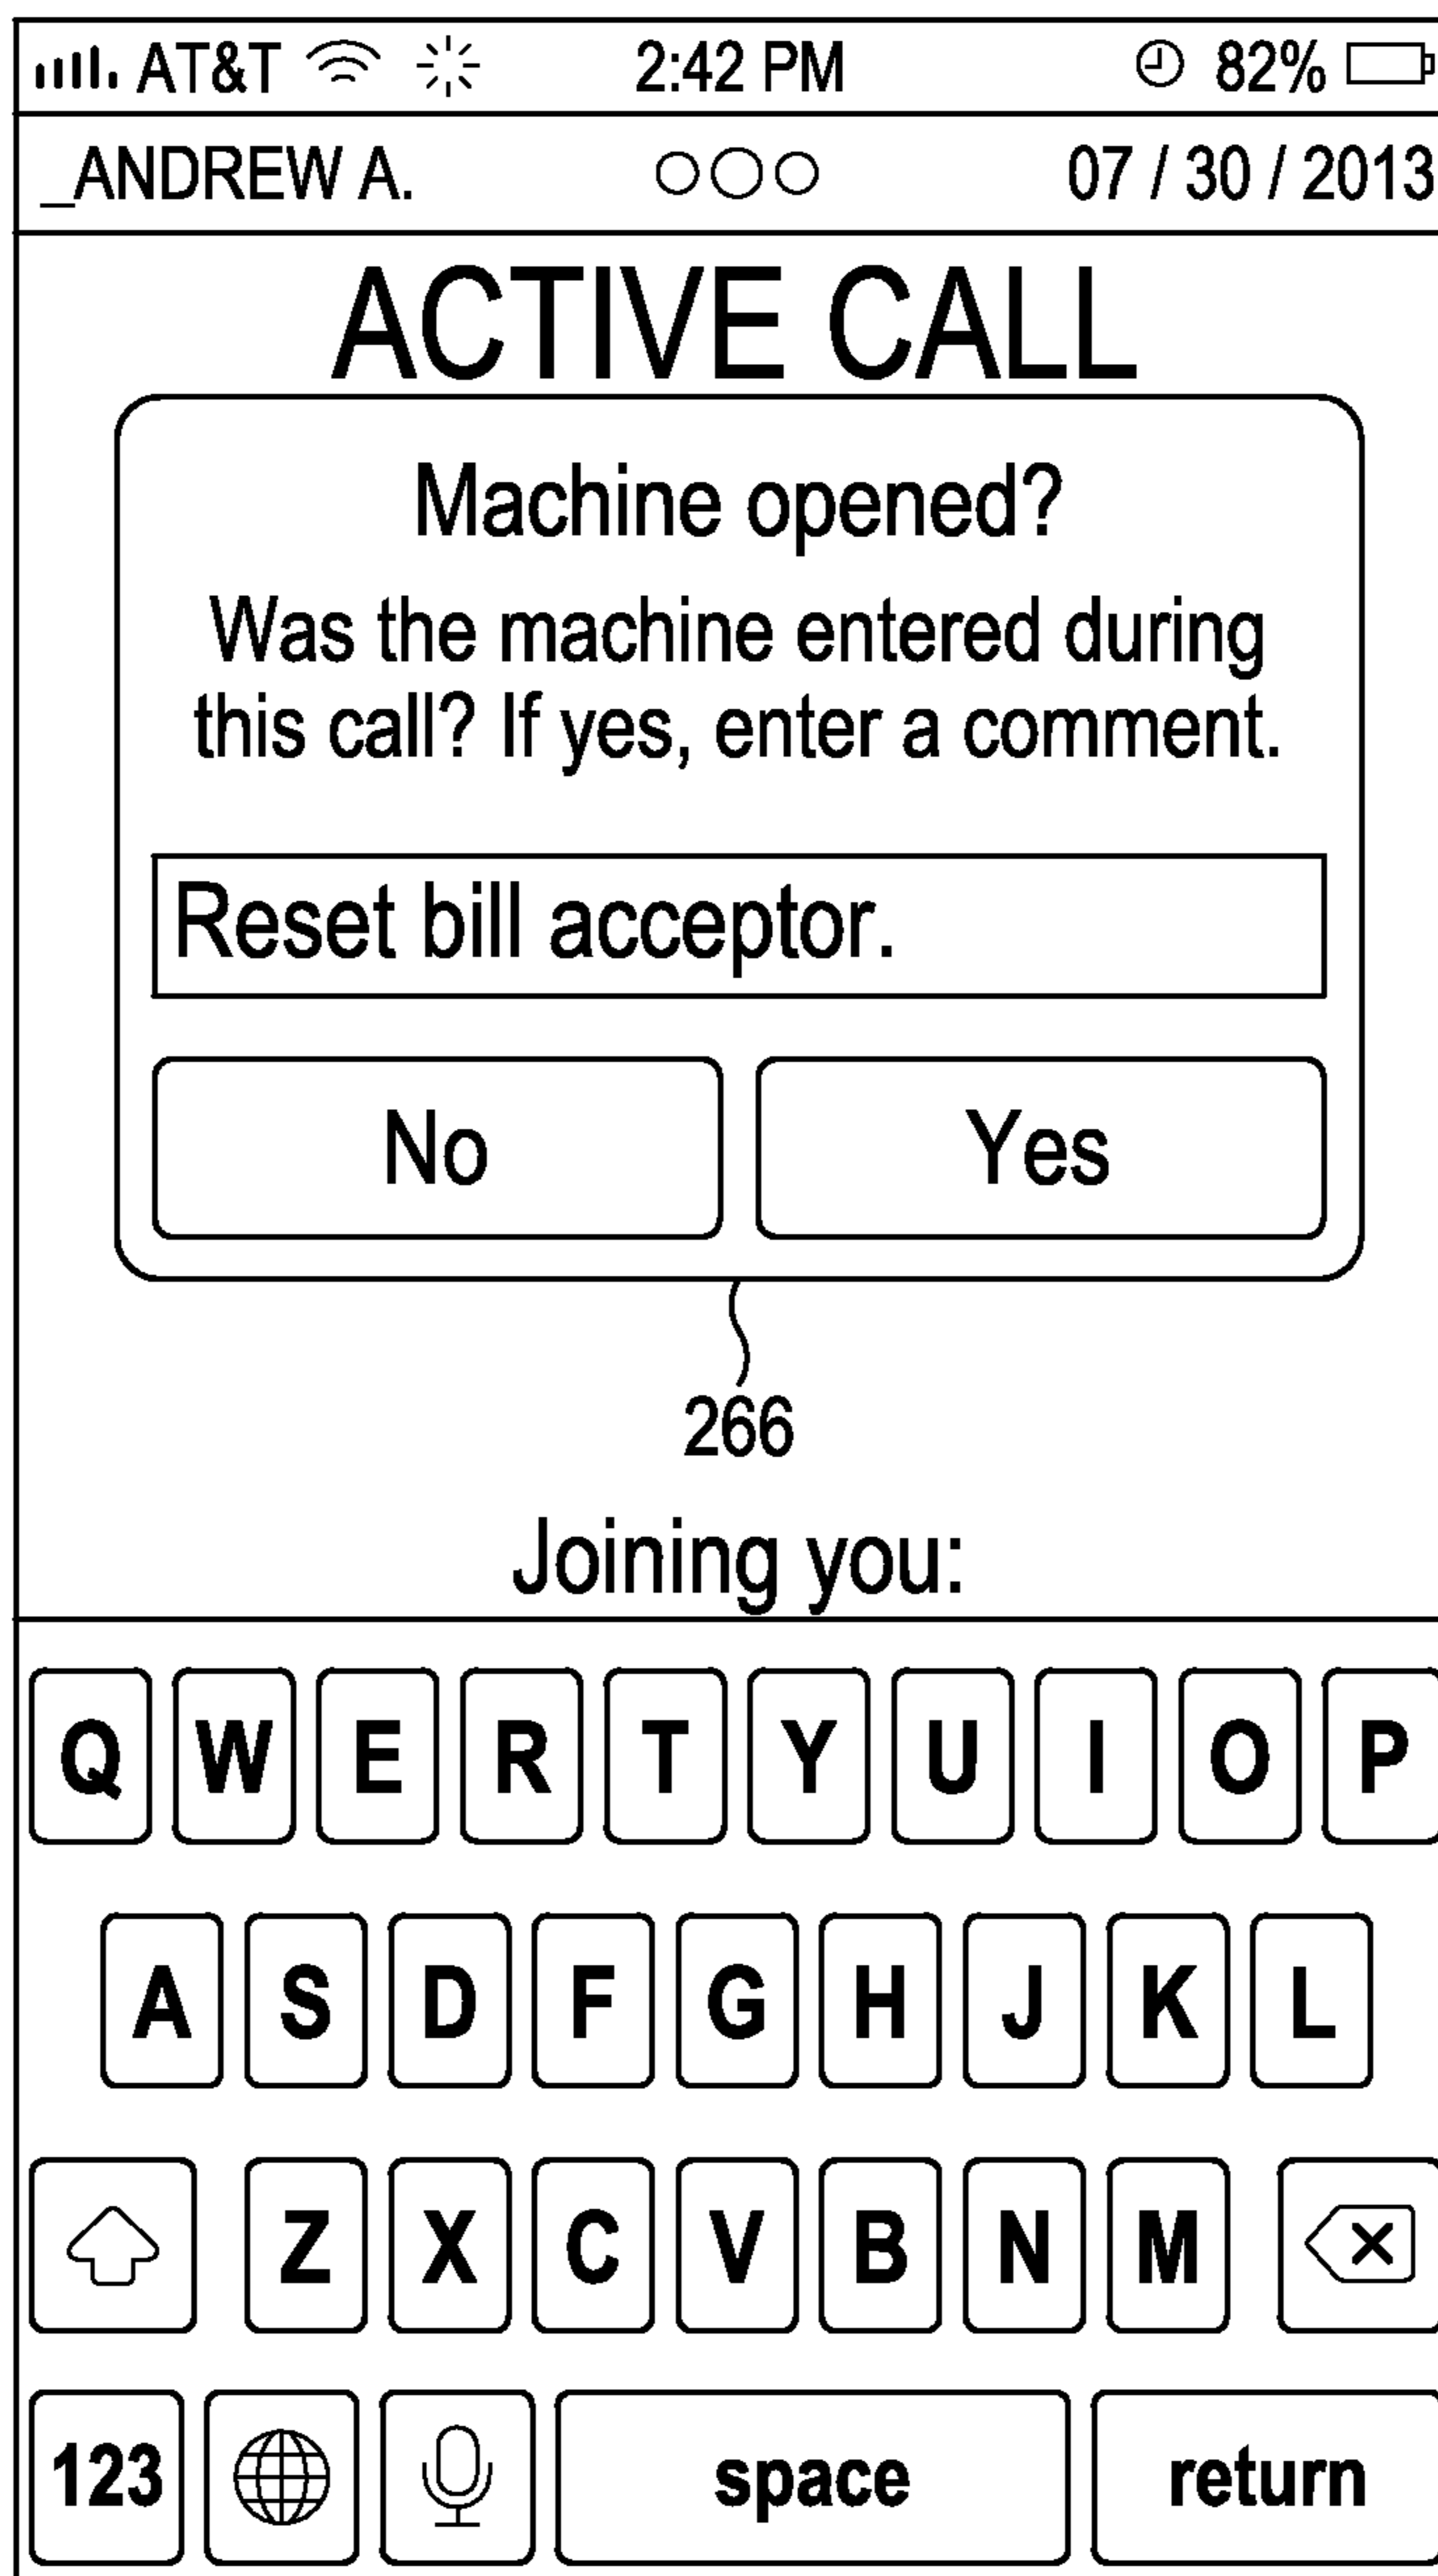 AT&T 2:42 PM 82%
_ANDREW A. 07 / 30 / 2013
ACTIVE CALL
Machine opened?
Was the machine entered during
this call? If yes, enter a comment.
Reset bill acceptor.
No Yes
266
Joining you:
Q W E R T Y U I O P
A S D F G H J K L
Z X C V B N M
123 space return